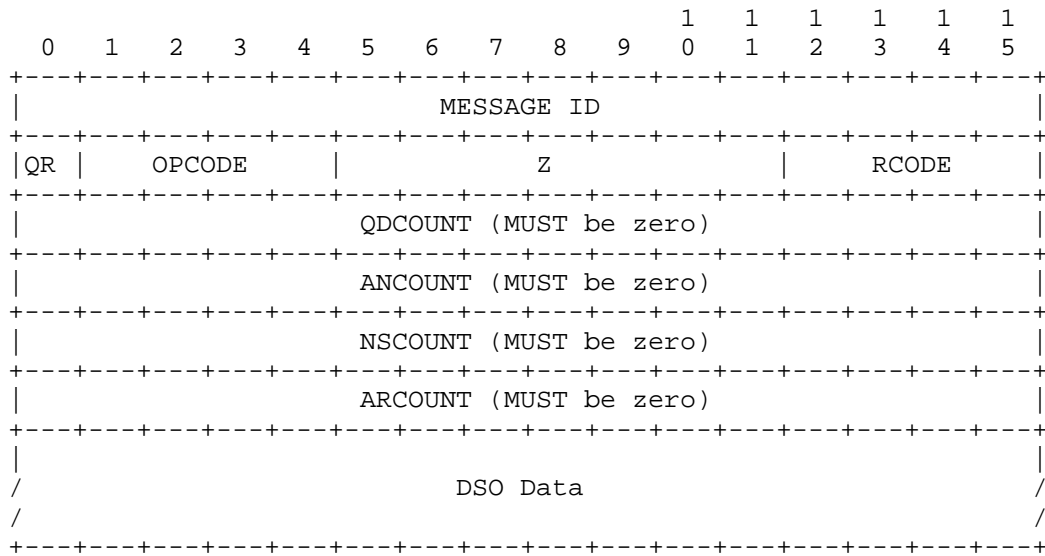 1   1   1   1   1   1
     0   1   2   3   4   5   6   7   8   9   0   1   2   3   4   5
   +---+---+---+---+---+---+---+---+---+---+---+---+---+---+---+---+
   |                          MESSAGE ID                           |
   +---+---+---+---+---+---+---+---+---+---+---+---+---+---+---+---+
   |QR |    OPCODE     |            Z              |     RCODE     |
   +---+---+---+---+---+---+---+---+---+---+---+---+---+---+---+---+
   |                     QDCOUNT (MUST be zero)                    |
   +---+---+---+---+---+---+---+---+---+---+---+---+---+---+---+---+
   |                     ANCOUNT (MUST be zero)                    |
   +---+---+---+---+---+---+---+---+---+---+---+---+---+---+---+---+
   |                     NSCOUNT (MUST be zero)                    |
   +---+---+---+---+---+---+---+---+---+---+---+---+---+---+---+---+
   |                     ARCOUNT (MUST be zero)                    |
   +---+---+---+---+---+---+---+---+---+---+---+---+---+---+---+---+
   |                                                               |
   /                           DSO Data                            /
   /                                                               /
   +---+---+---+---+---+---+---+---+---+---+---+---+---+---+---+---+